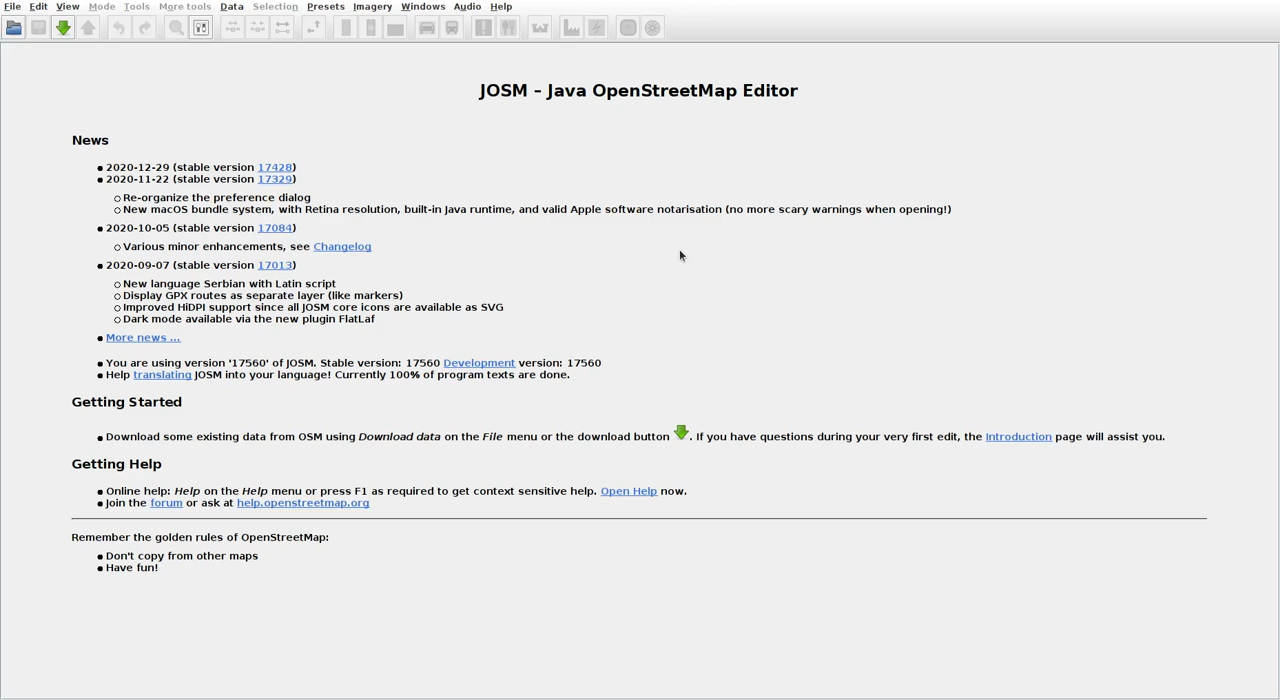 File Edit View Mode Tools More tools Data Selection Presets Imagery Windows Audio Help
JOSM – Java OpenStreetMap Editor
News
2020-12-29 (stable version 17428)
2020-11-22 (stable version 17329)
Re-organize the preference dialog
New macOS bundle system, with Retina resolution, built-in Java runtime, and valid Apple software notarisation (no more scary warnings when opening!)
2020-10-05 (stable version 17084)
Various minor enhancements, see Changelog
2020-09-07 (stable version 17013)
New language Serbian with Latin script
Display GPX routes as separate layer (like markers)
Improved HiDPI support since all JOSM core icons are available as SVG
Dark mode available via the new plugin FlatLaf
More news ...
You are using version '17560' of JOSM. Stable version: 17560 Development version: 17560
Help translating JOSM into your language! Currently 100% of program texts are done.
Getting Started
Download some existing data from OSM using Download data on the File menu or the download button . If you have questions during your very first edit, the Introduction page will assist you.
Getting Help
Online help: Help on the Help menu or press F1 as required to get context sensitive help. Open Help now.
Join the forum or ask at help.openstreetmap.org
Remember the golden rules of OpenStreetMap:
Don't copy from other maps
Have fun!